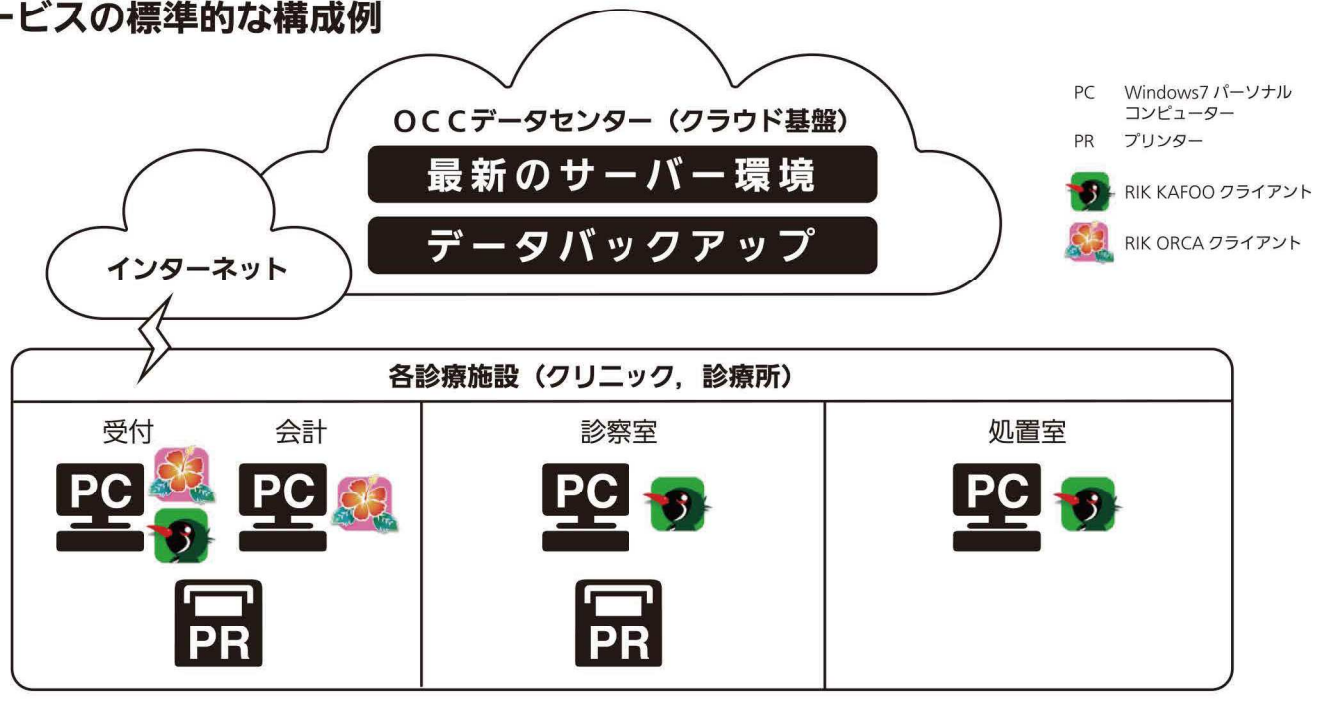 ービスの標準的な構成例
OCCデータセンター（クラウド基盤）
最新のサーバー環境
データバックアップ
インターネット
PC Windows7 パーソナル
コンピューター
PR プリンター
RIK KAFOO クライアント
RIK ORCA クライアント
各診療施設（クリニック，診療所）
受付 会計 診察室 処置室
PC PC PC PC
PR PR